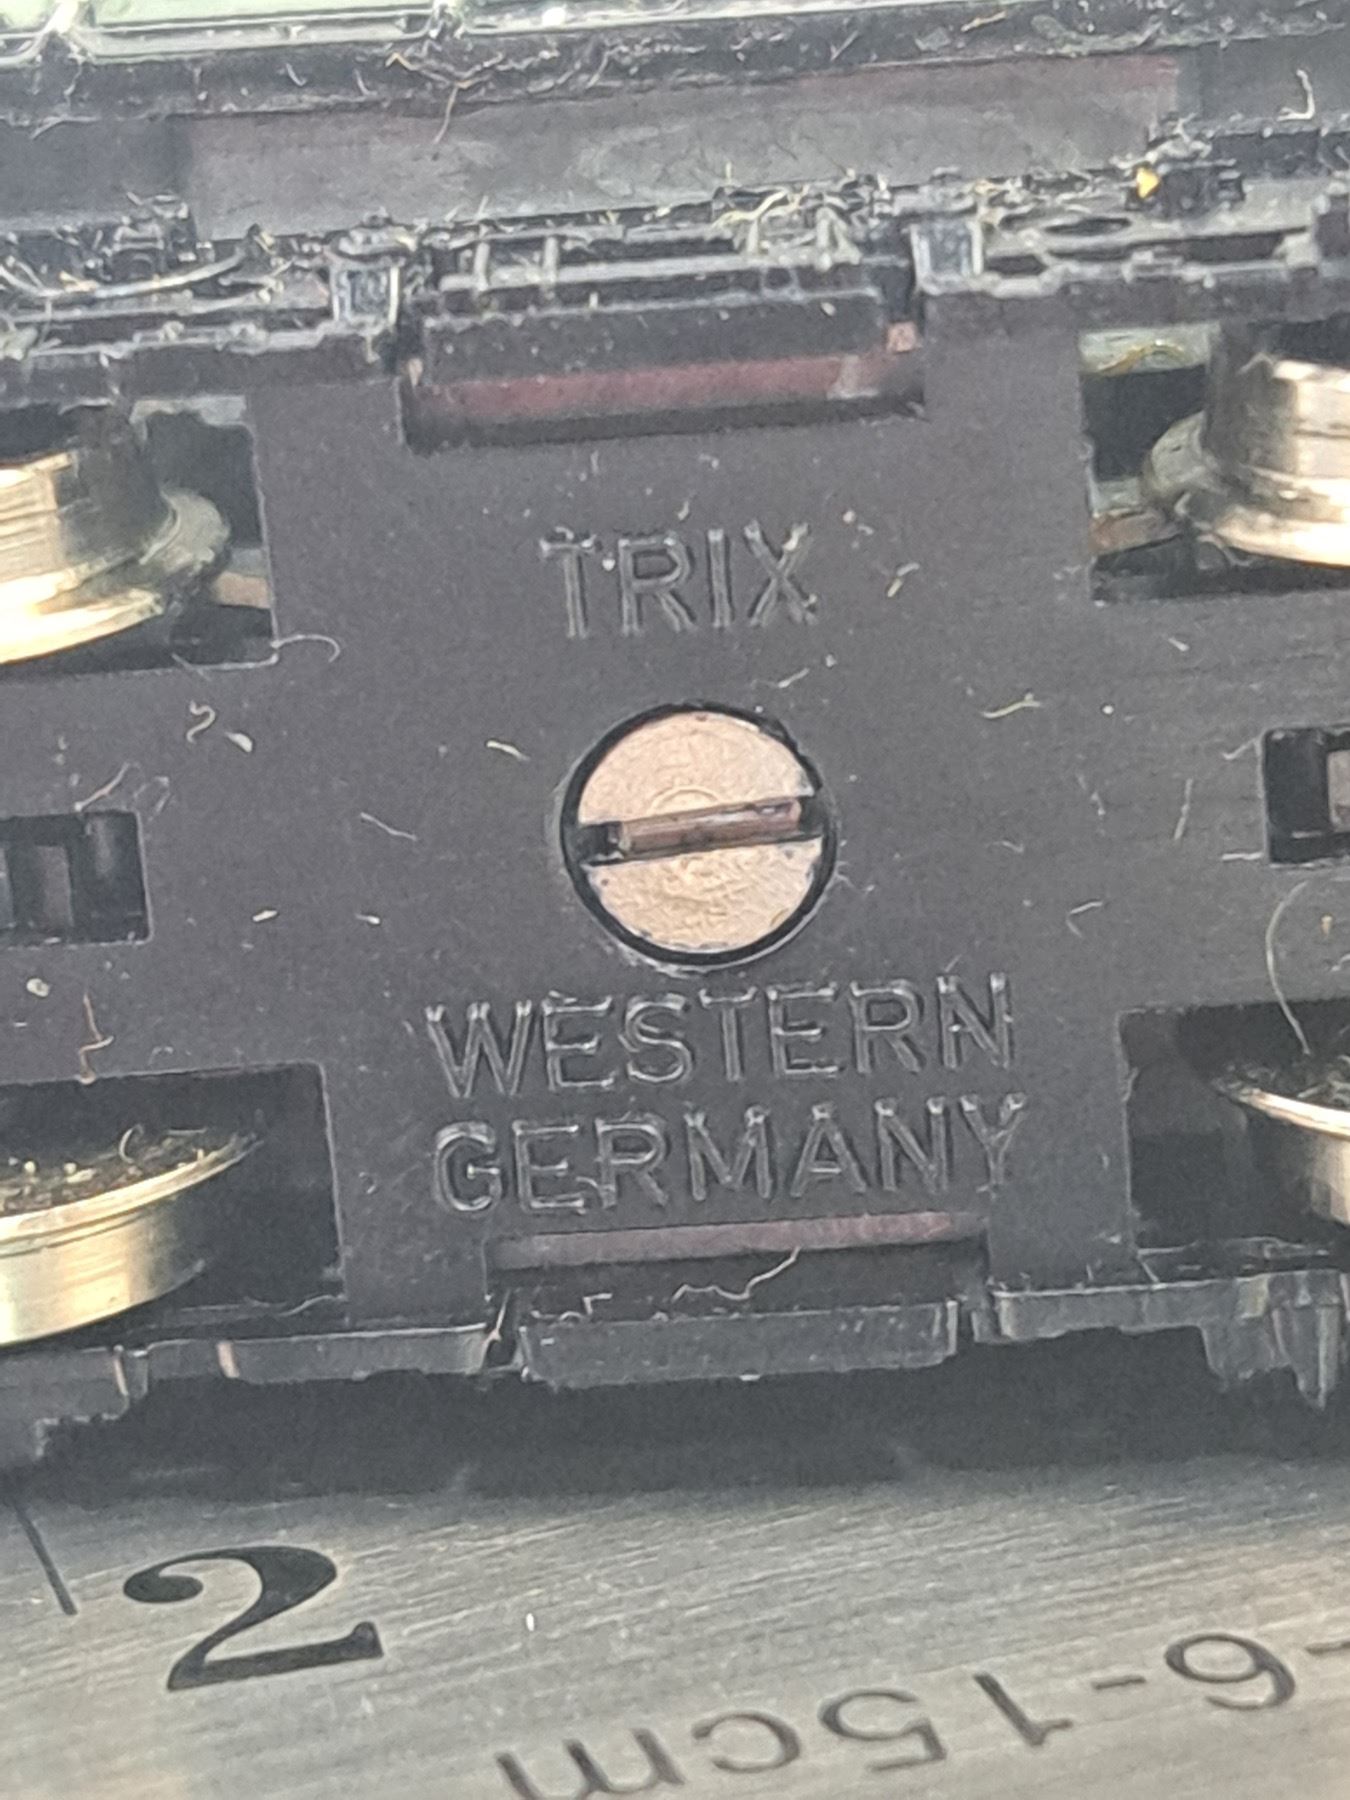 TRIX
WESTERN
GERMANY
2
6-15cm